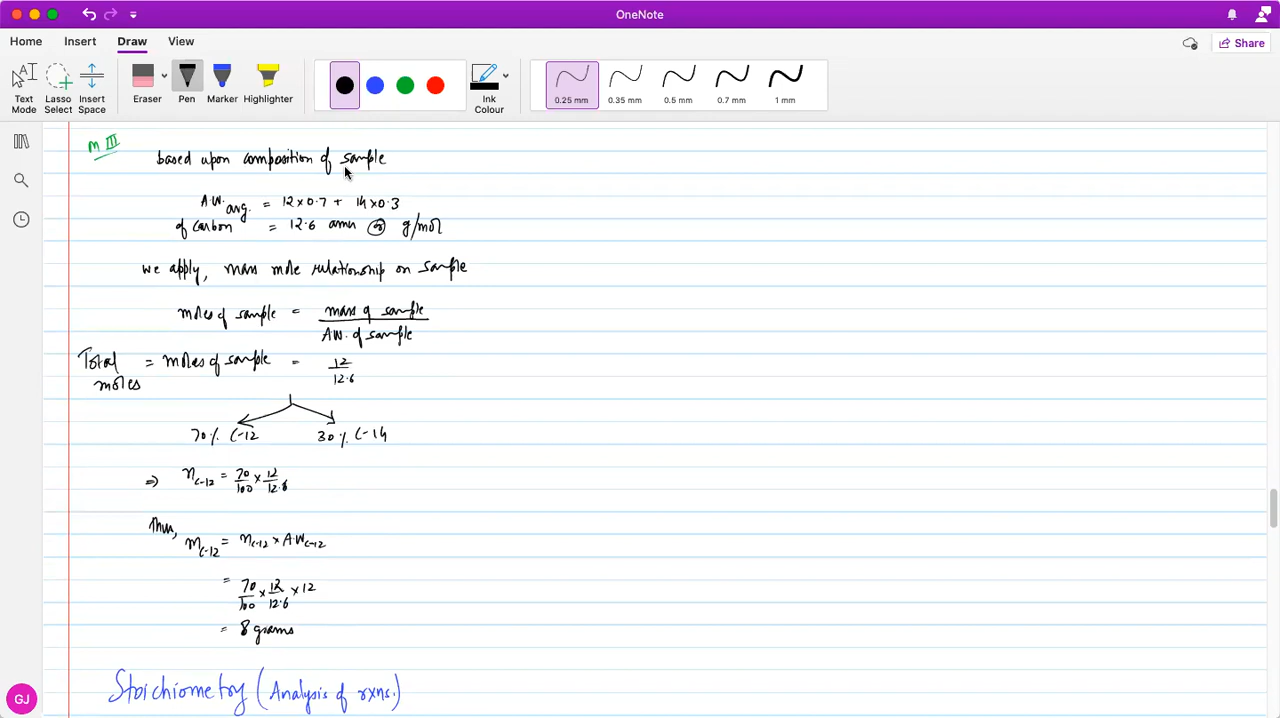 OneNote
Home Insert Draw View
Share
Text Mode
Lasso Select
Insert Space
Eraser
Pen
Marker
Highlighter
Ink Colour
0.25 mm
0.35 mm
0.5 mm
0.7 mm
1 mm
m III
based upon composition of sample
A.W. avg. = 12 × 0.7 + 14 × 0.3
of carbon = 12.6 amu or g/mol
we apply, mass mole relationship on sample
moles of sample = mass of sample
AW. of sample
Total moles = moles of sample = 12
12.6
70% C-12 30% C-14
⇒ n C-12 = 70/100 × 12/12.6
Thus,
m C-12 = n C-12 × AW C-12
= 70/100 × 12/12.6 × 12
= 8 grams
Stoichiometry (Analysis of rxns.)
GJ